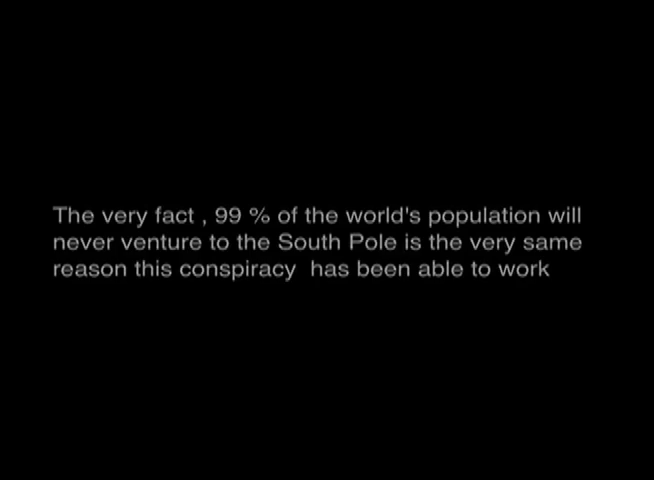 The very fact , 99 % of the world's population will
never venture to the South Pole is the very same
reason this conspiracy  has been able to work